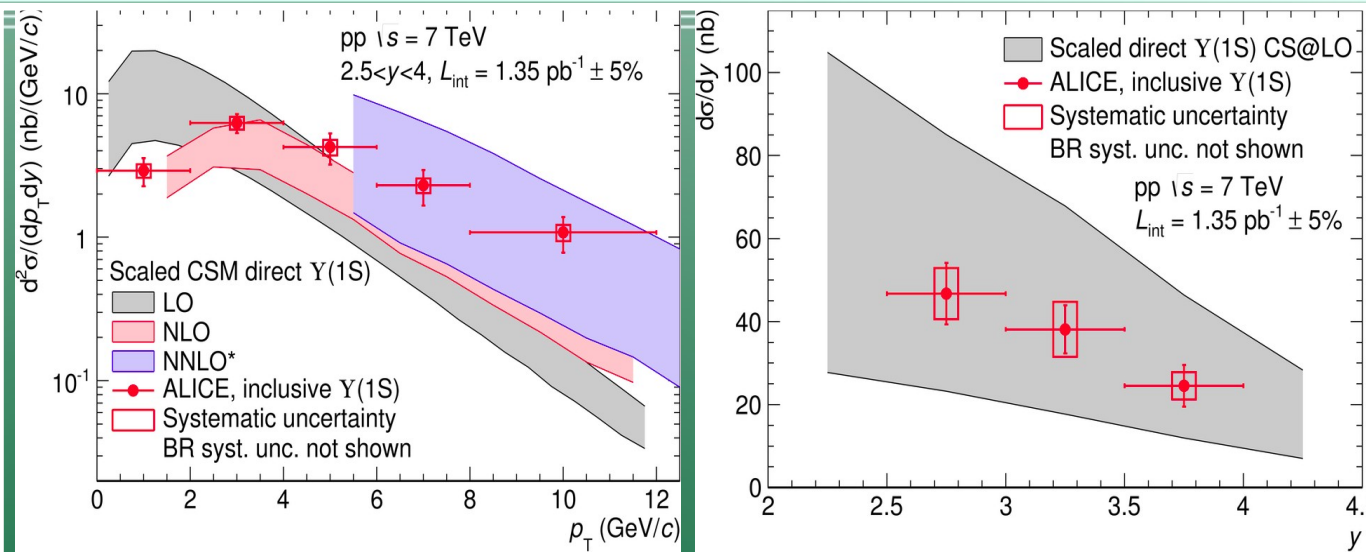 d²σ/(dp_T dy) (nb/(GeV/c))
10
1
10⁻¹
pp √s = 7 TeV
2.5<y<4, L_int = 1.35 pb⁻¹ ± 5%
Scaled CSM direct ϒ(1S)
LO
NLO
NNLO*
ALICE, inclusive ϒ(1S)
Systematic uncertainty
BR syst. unc. not shown
0 2 4 6 8 10 12
p_T (GeV/c)
dσ/dy (nb)
100
80
60
40
20
0
Scaled direct ϒ(1S) CS@LO
ALICE, inclusive ϒ(1S)
Systematic uncertainty
BR syst. unc. not shown
pp √s = 7 TeV
L_int = 1.35 pb⁻¹ ± 5%
2 2.5 3 3.5 4 4.
y